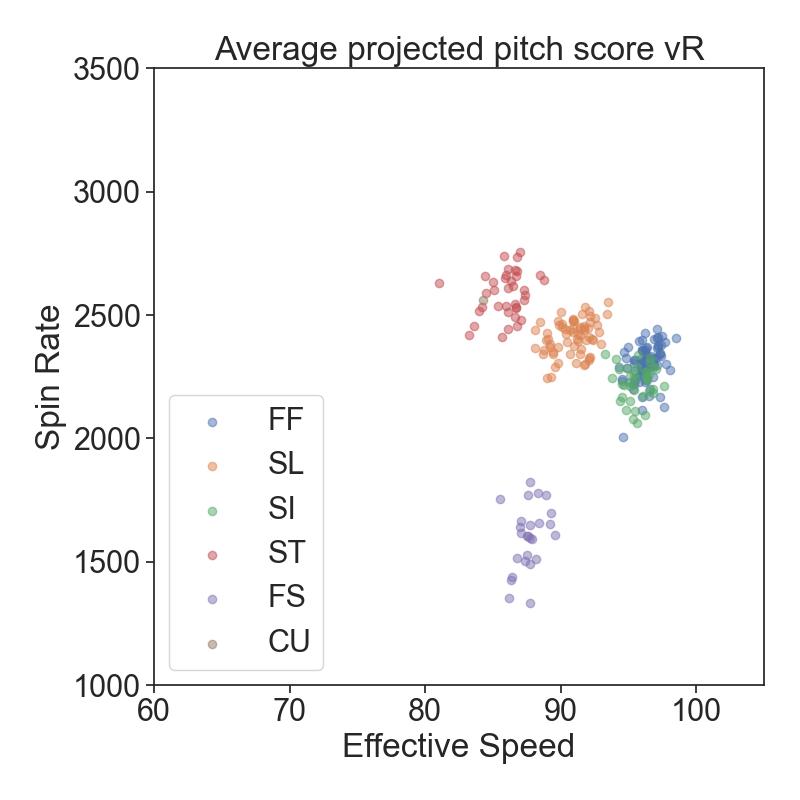 Average projected pitch score vR
3500
3000
2500
2000
1500
1000
Spin Rate
FF
SL
SI
ST
FS
CU
60 70 80 90 100
Effective Speed